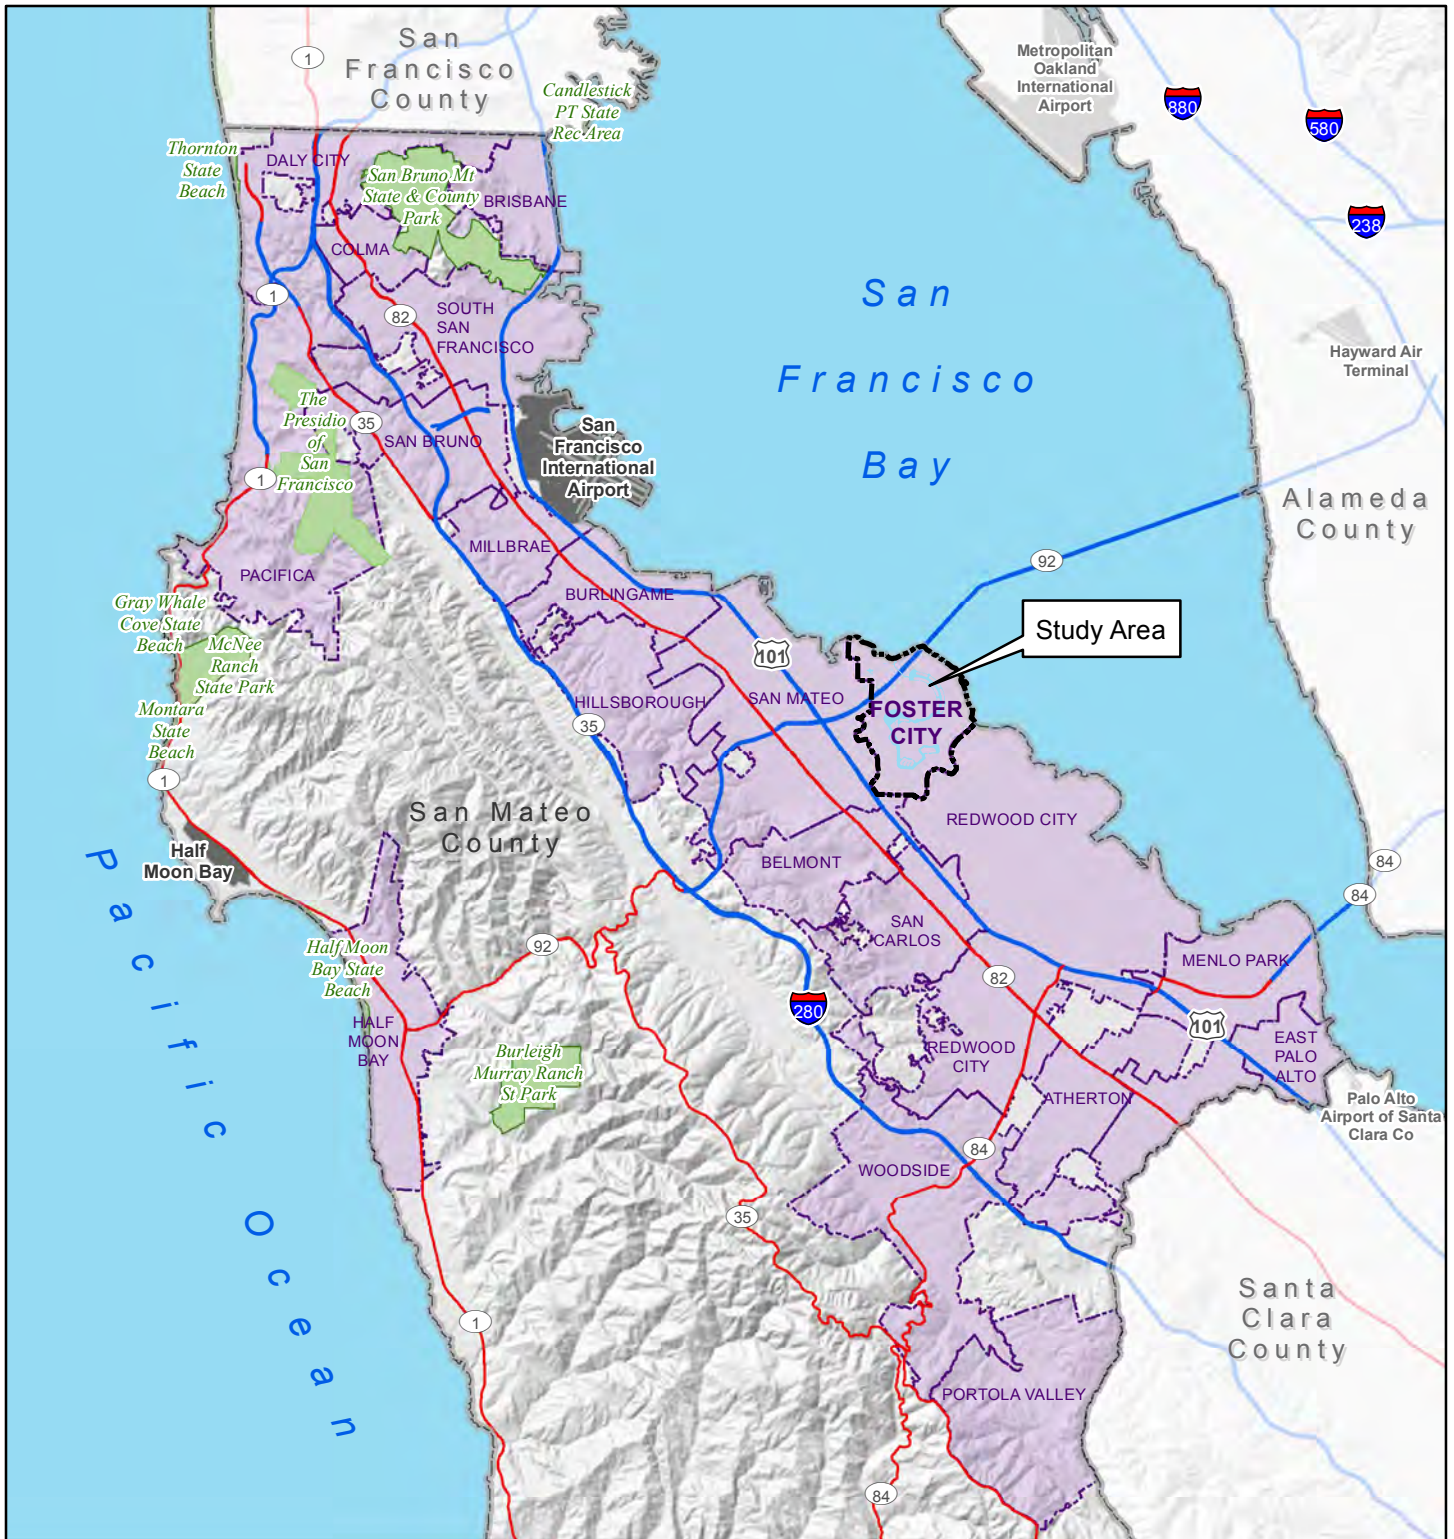 San
Francisco
County
1
Metropolitan
Oakland
International
Airport
880
580
238
Candlestick
PT State
Rec Area
Thornton
State
Beach
DALY CITY
San Bruno Mt
State & County
Park
BRISBANE
COLMA
1
82
SOUTH
SAN
FRANCISCO
San
Francisco
Bay
Hayward Air
Terminal
The
Presidio
of
San
Francisco
35
SAN BRUNO
San
Francisco
International
Airport
1
Alameda
County
MILLBRAE
92
PACIFICA
BURLINGAME
Gray Whale
Cove State
Beach
McNee
Ranch
State Park
Study Area
101
Montara
State
Beach
HILLSBOROUGH
SAN MATEO
FOSTER
CITY
35
1
San Mateo
County
REDWOOD CITY
Half
Moon Bay
BELMONT
84
84
Pacific Ocean
SAN
CARLOS
Half Moon
Bay State
Beach
92
MENLO PARK
82
280
101
HALF
MOON
BAY
EAST
PALO
ALTO
REDWOOD
CITY
Burleigh
Murray Ranch
St Park
ATHERTON
Palo Alto
Airport of Santa
Clara Co
84
WOODSIDE
35
Santa
Clara
County
1
PORTOLA VALLEY
84